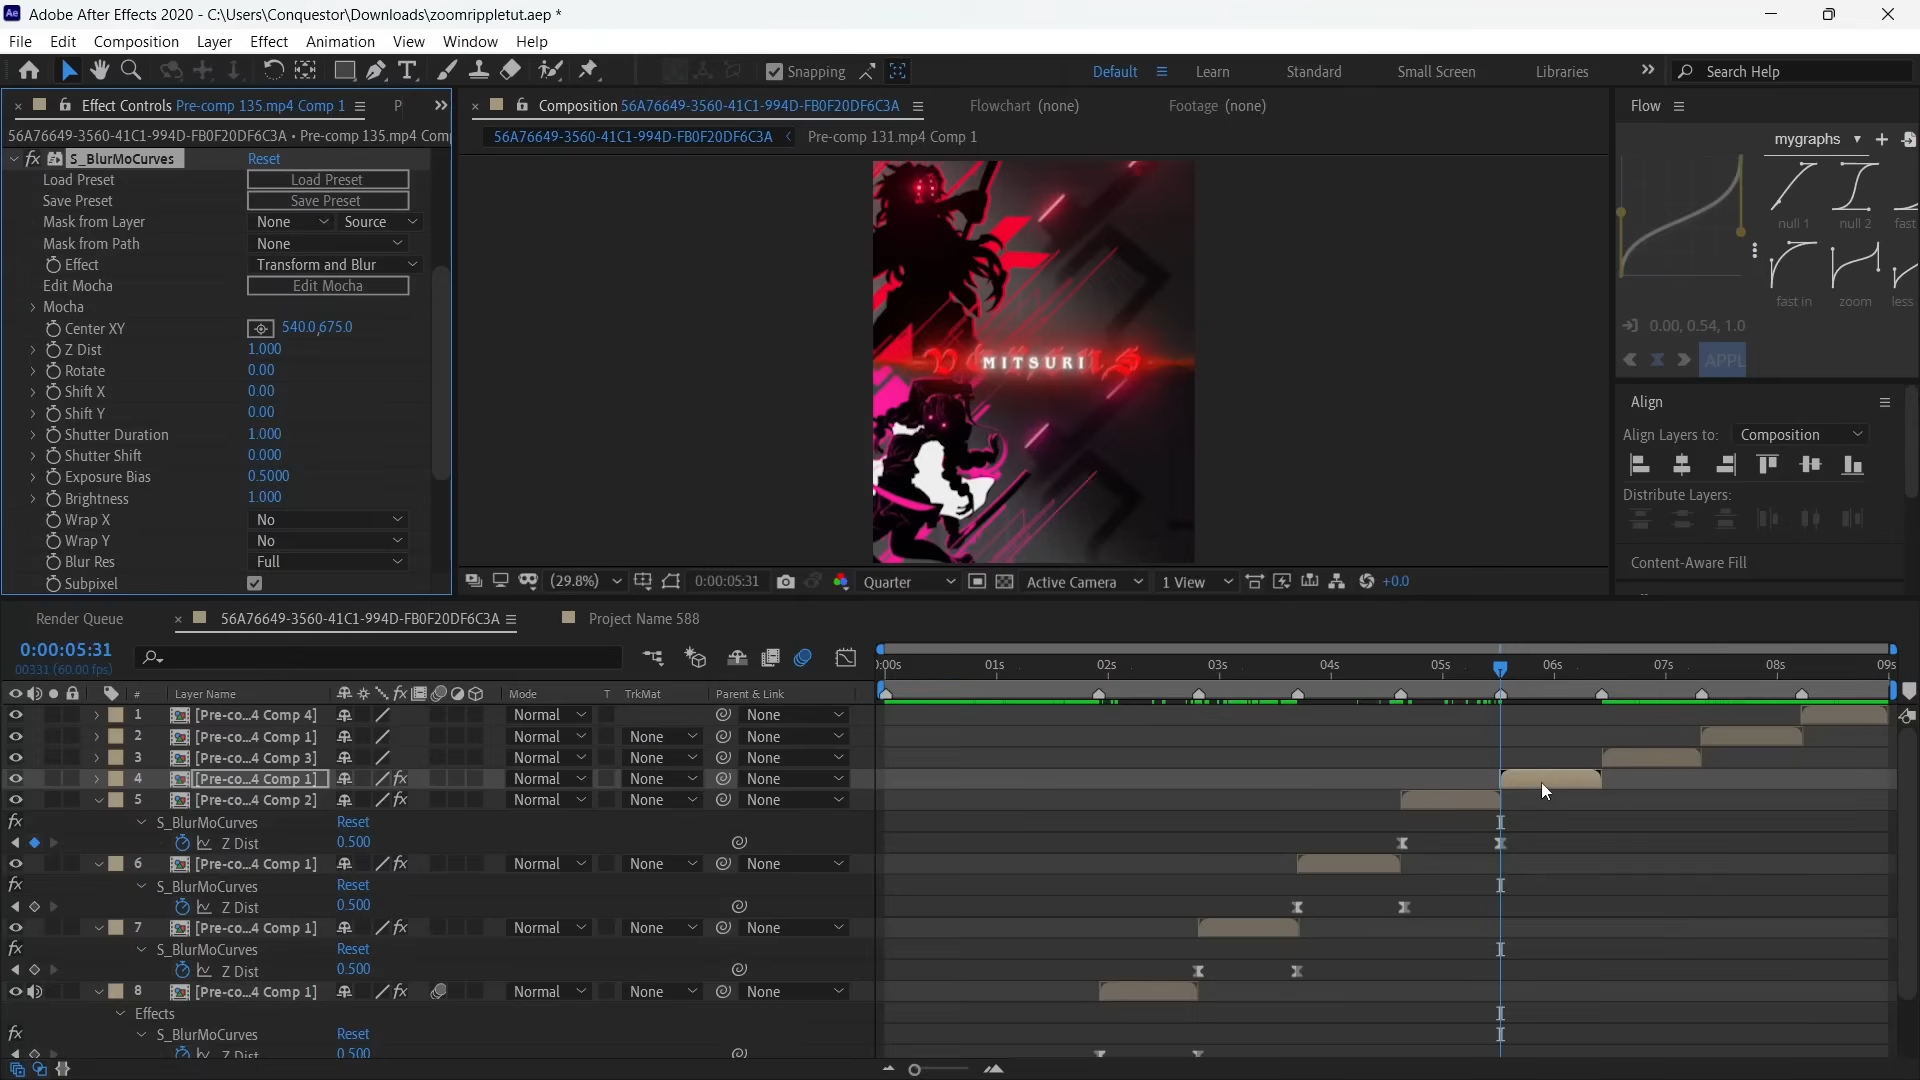 Adobe After Effects 2020 - C:\Users\Conquestor\Downloads\zoomrippletut.aep *
File Edit Composition Layer Effect Animation View Window Help
Snapping Default Learn Standard Small Screen Libraries Search Help
Effect Controls Pre-comp 135.mp4 Comp 1 P
56A76649-3560-41C1-994D-FB0F20DF6C3A • Pre-comp 135.mp4 Com
fx S_BlurMoCurves Reset
Load Preset Load Preset
Save Preset Save Preset
Mask from Layer None Source
Mask from Path None
Effect Transform and Blur
Edit Mocha Edit Mocha
Mocha
Center XY 540.0,675.0
Z Dist 1.000
Rotate 0.00
Shift X 0.00
Shift Y 0.00
Shutter Duration 1.000
Shutter Shift 0.000
Exposure Bias 0.5000
Brightness 1.000
Wrap X No
Wrap Y No
Blur Res Full
Subpixel
Composition 56A76649-3560-41C1-994D-FB0F20DF6C3A Flowchart (none) Footage (none)
56A76649-3560-41C1-994D-FB0F20DF6C3A Pre-comp 131.mp4 Comp 1
MITSURI
(29.8%) 0:00:05:31 Quarter Active Camera 1 View +0.0
Flow
mygraphs
null 1 null 2 fast
fast in zoom less
0.00, 0.54, 1.0
APPL
Align
Align Layers to: Composition
Distribute Layers:
Content-Aware Fill
Render Queue 56A76649-3560-41C1-994D-FB0F20DF6C3A Project Name 588
0:00:05:31
00331 (60.00 fps)
0:00s 01s 02s 03s 04s 05s 06s 07s 08s 09s
# Layer Name fx Mode T TrkMat Parent & Link
1 [Pre-co...4 Comp 4] Normal None
2 [Pre-co...4 Comp 1] Normal None None
3 [Pre-co...4 Comp 3] Normal None None
4 [Pre-co...4 Comp 1] fx Normal None None
5 [Pre-co...4 Comp 2] fx Normal None None
fx S_BlurMoCurves Reset
Z Dist 0.500
6 [Pre-co...4 Comp 1] fx Normal None None
fx S_BlurMoCurves Reset
Z Dist 0.500
7 [Pre-co...4 Comp 1] fx Normal None None
fx S_BlurMoCurves Reset
Z Dist 0.500
8 [Pre-co...4 Comp 1] fx Normal None None
Effects
fx S_BlurMoCurves Reset
Z Dist 0.500